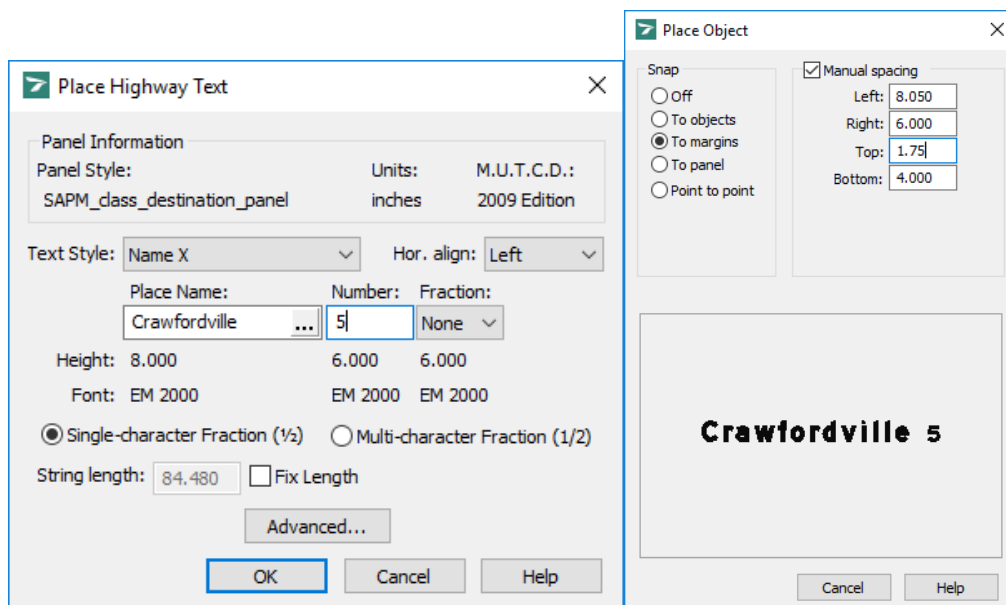 Place Highway Text
Panel Information
Panel Style: Units: M.U.T.C.D.:
SAPM_class_destination_panel inches 2009 Edition
Text Style: Name X Hor. align: Left
Place Name: Number: Fraction:
Crawfordville ... 5 None
Height: 8.000 6.000 6.000
Font: EM 2000 EM 2000 EM 2000
Single-character Fraction (½) Multi-character Fraction (1/2)
String length: 84.480 Fix Length
Advanced...
OK Cancel Help
Place Object
Snap
Off
To objects
To margins
To panel
Point to point
Manual spacing
Left: 8.050
Right: 6.000
Top: 1.75
Bottom: 4.000
Crawfordville 5
Cancel Help